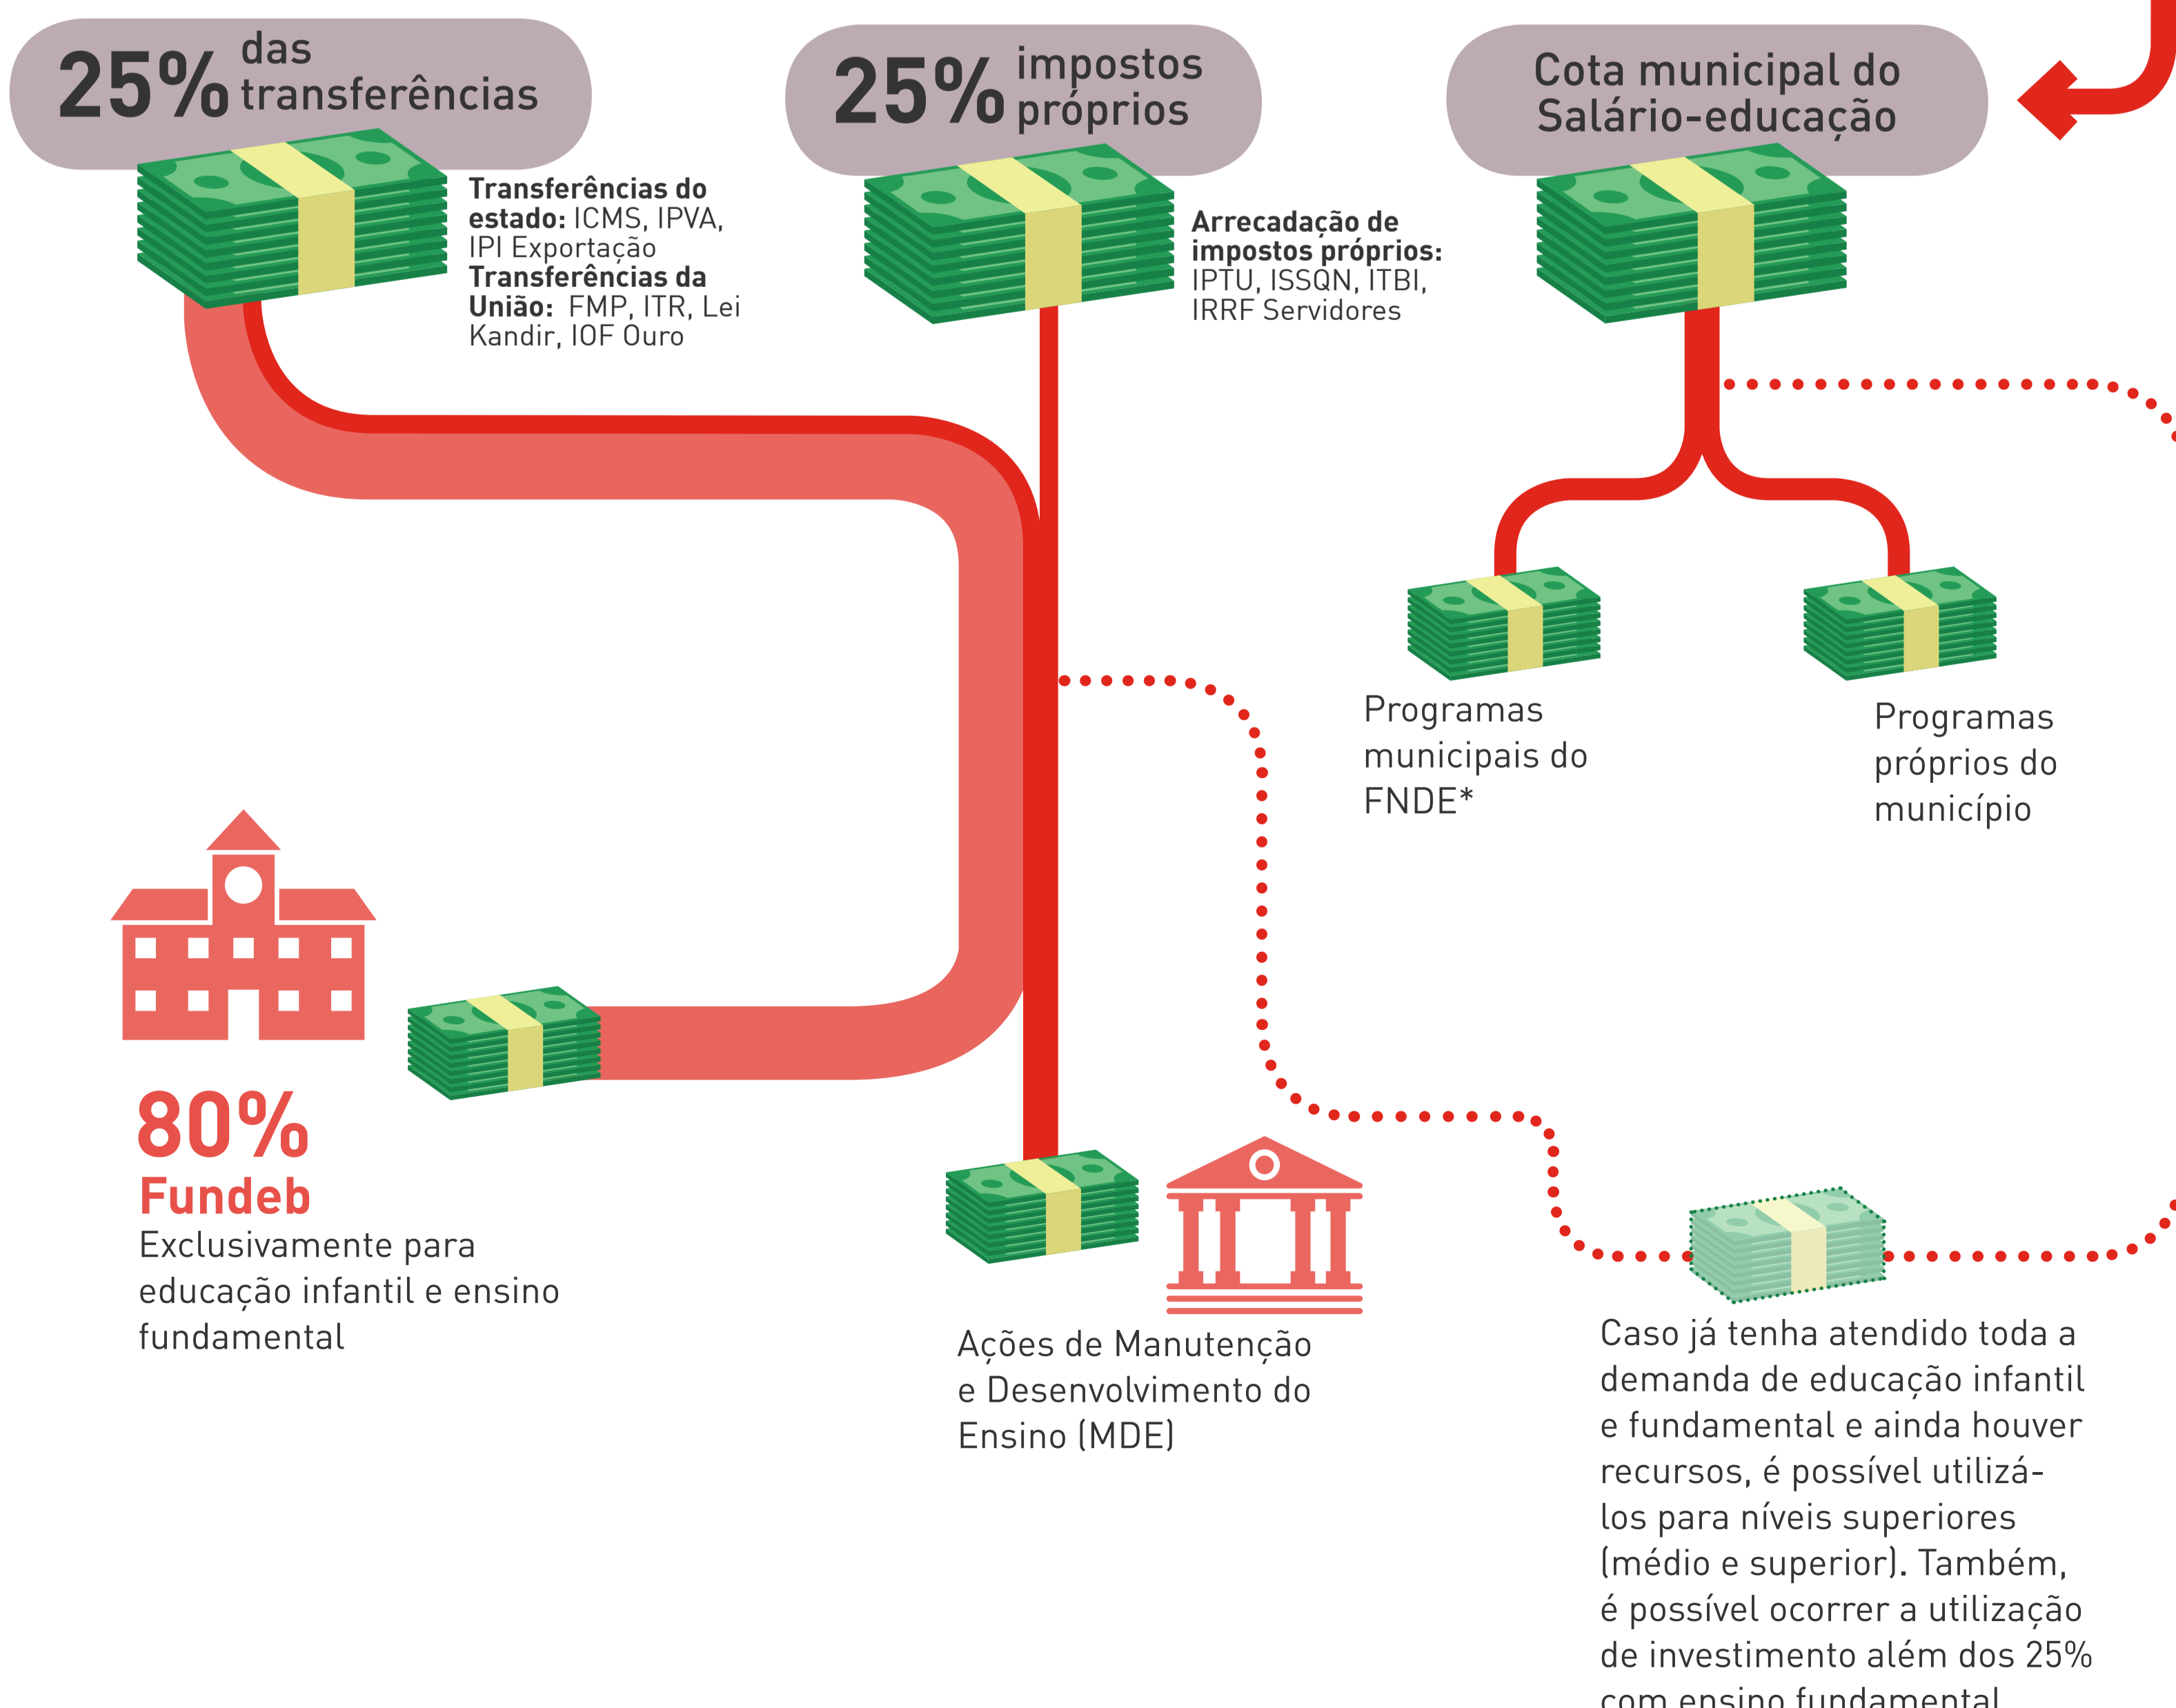 25% das
transferências
Transferências do
estado: ICMS, IPVA,
IPI Exportação
Transferências da
União: FMP, ITR, Lei
Kandir, IOF Ouro
25% impostos
próprios
Arrecadação de
impostos próprios:
IPTU, ISSQN, ITBI,
IRRF Servidores
Cota municipal do
Salário-educação
Programas
municipais do
FNDE*
Programas
próprios do
município
80%
Fundeb
Exclusivamente para
educação infantil e ensino
fundamental
Ações de Manutenção
e Desenvolvimento do
Ensino (MDE)
Caso já tenha atendido toda a
demanda de educação infantil
e fundamental e ainda houver
recursos, é possível utilizá-
los para níveis superiores
(médio e superior). Também,
é possível ocorrer a utilização
de investimento além dos 25%
com ensino fundamental